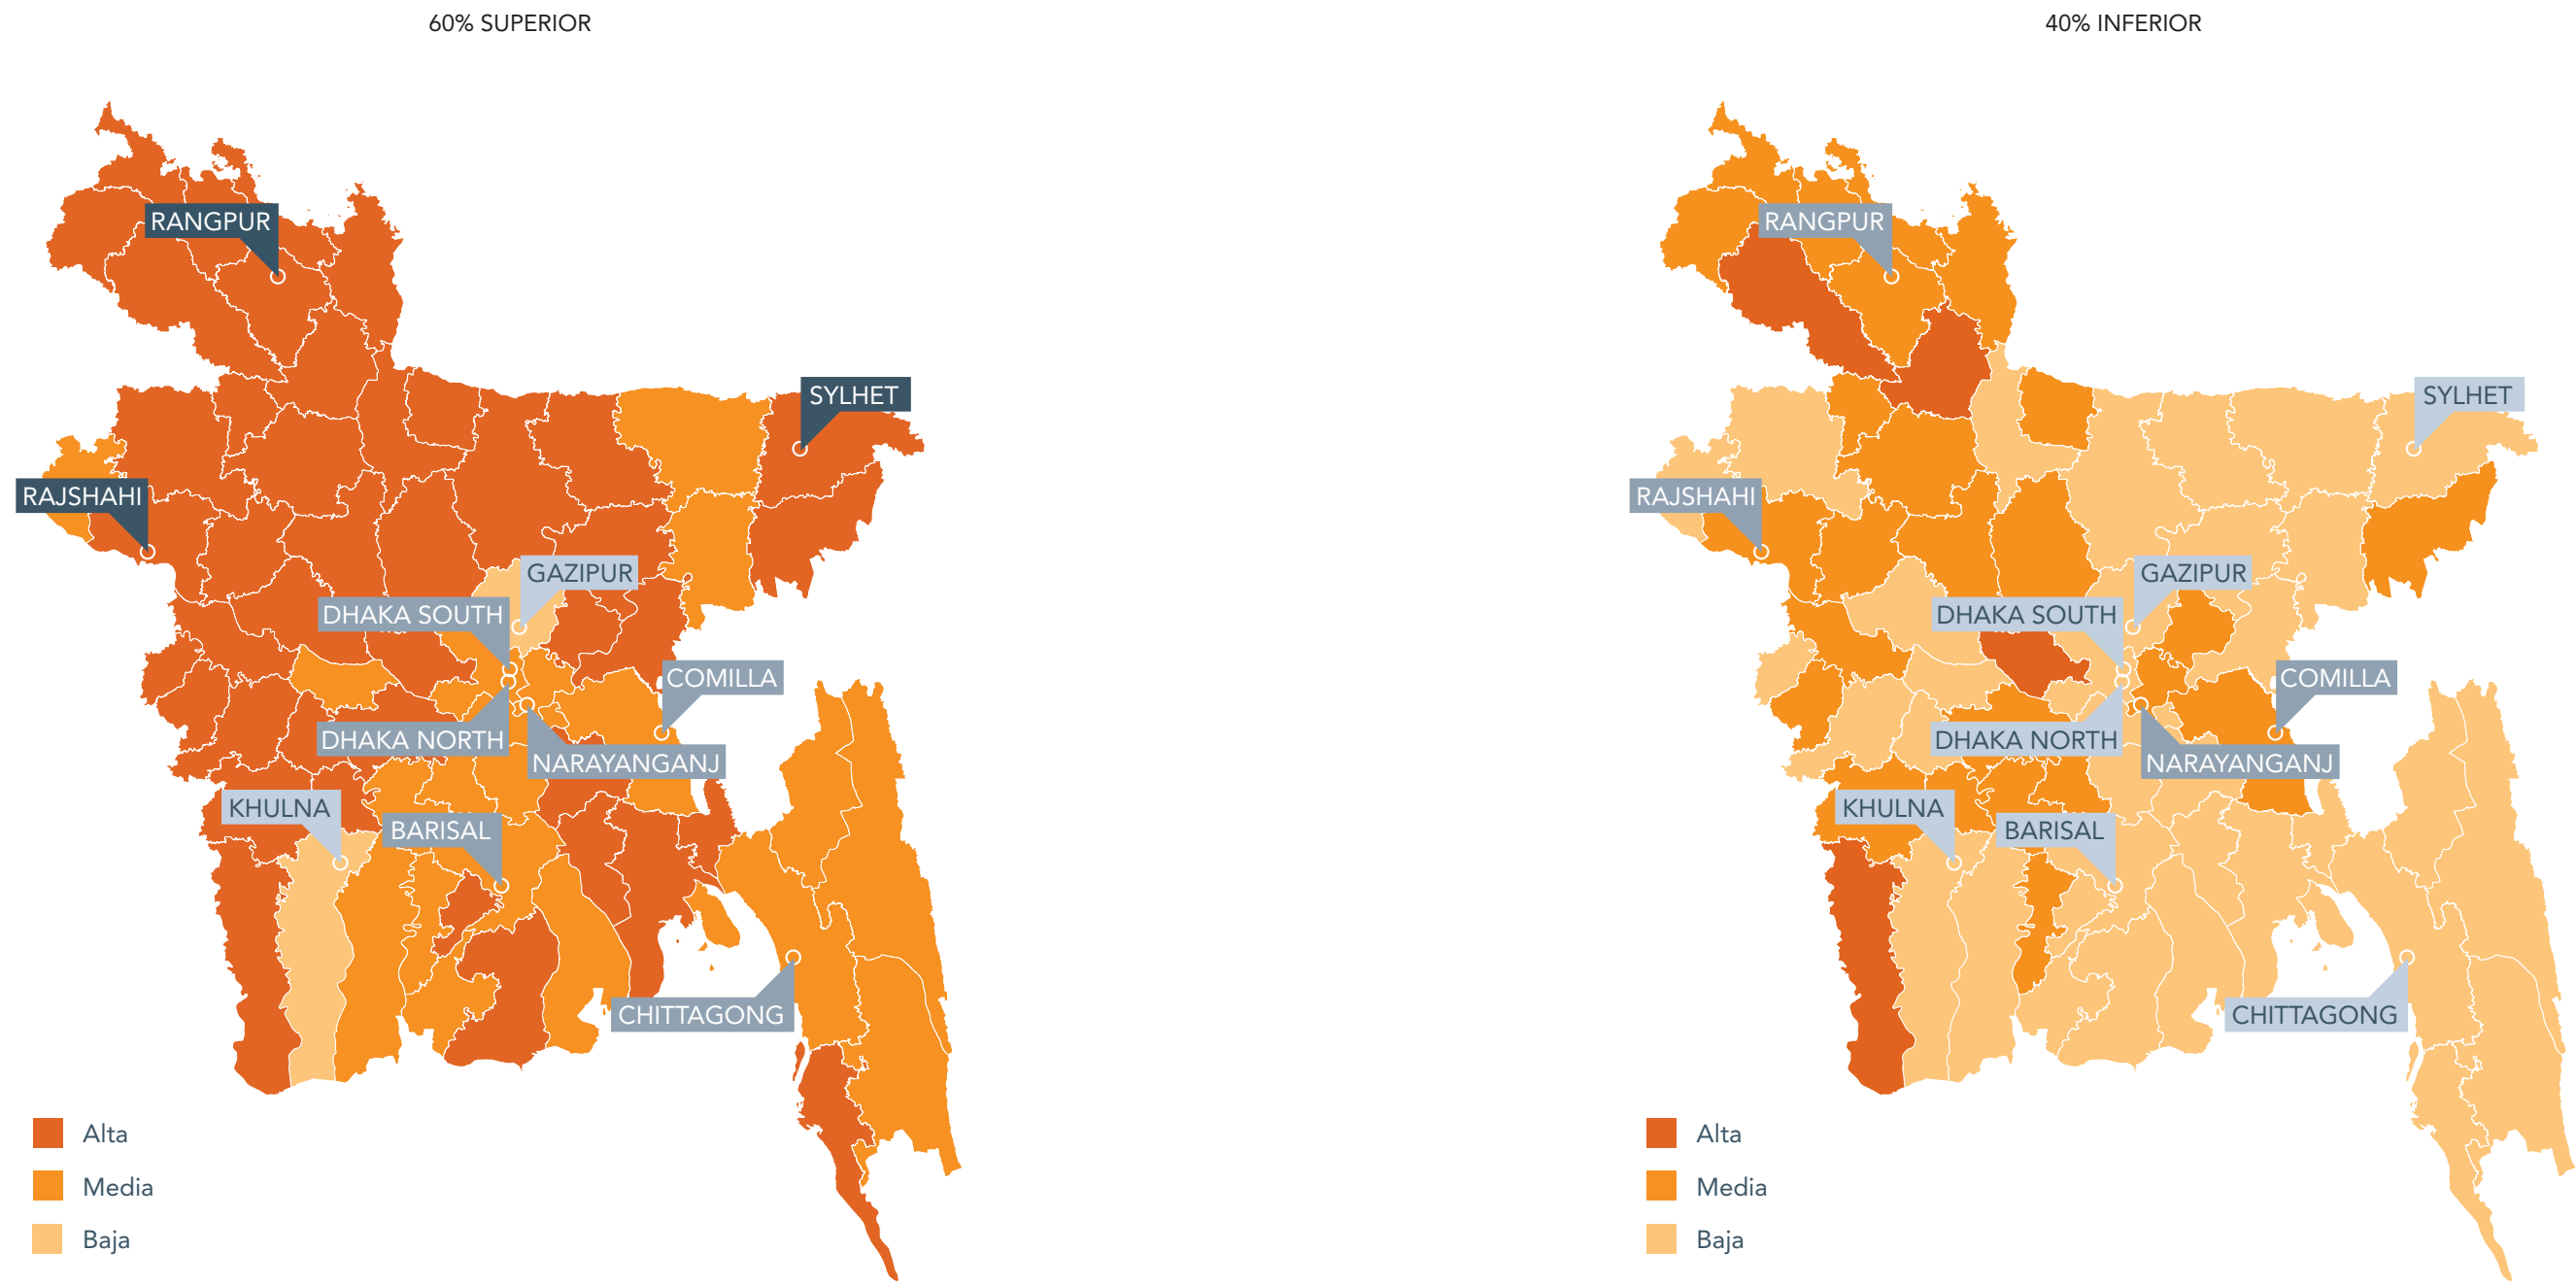 60% SUPERIOR
RANGPUR
SYLHET
RAJSHAHI
GAZIPUR
DHAKA SOUTH
COMILLA
DHAKA NORTH
NARAYANGANJ
KHULNA
BARISAL
CHITTAGONG
Alta
Media
Baja
40% INFERIOR
RANGPUR
SYLHET
RAJSHAHI
GAZIPUR
DHAKA SOUTH
COMILLA
DHAKA NORTH
NARAYANGANJ
KHULNA
BARISAL
CHITTAGONG
Alta
Media
Baja